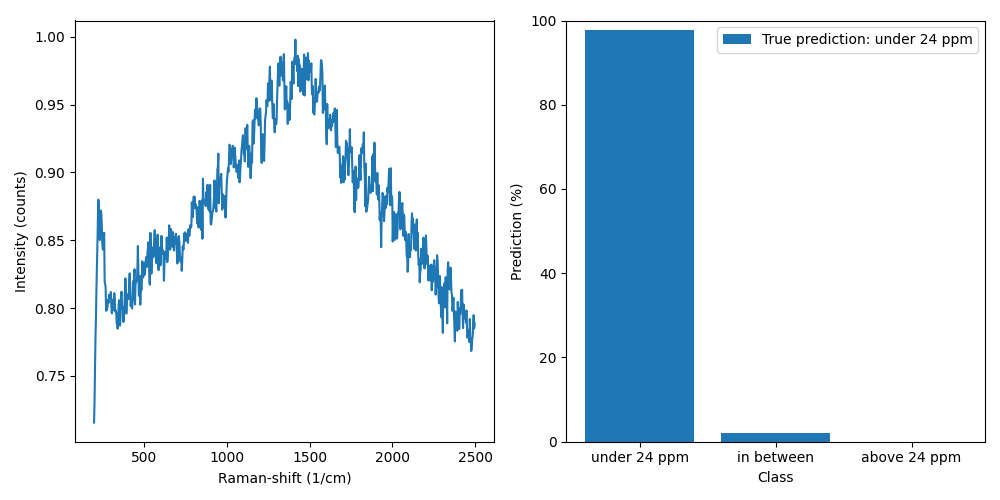 1.00
0.95
0.90
0.85
0.80
0.75
Intensity (counts)
500
1000
1500
2000
2500
Raman-shift (1/cm)
100
80
60
40
20
0
Prediction (%)
True prediction: under 24 ppm
under 24 ppm
in between
above 24 ppm
Class